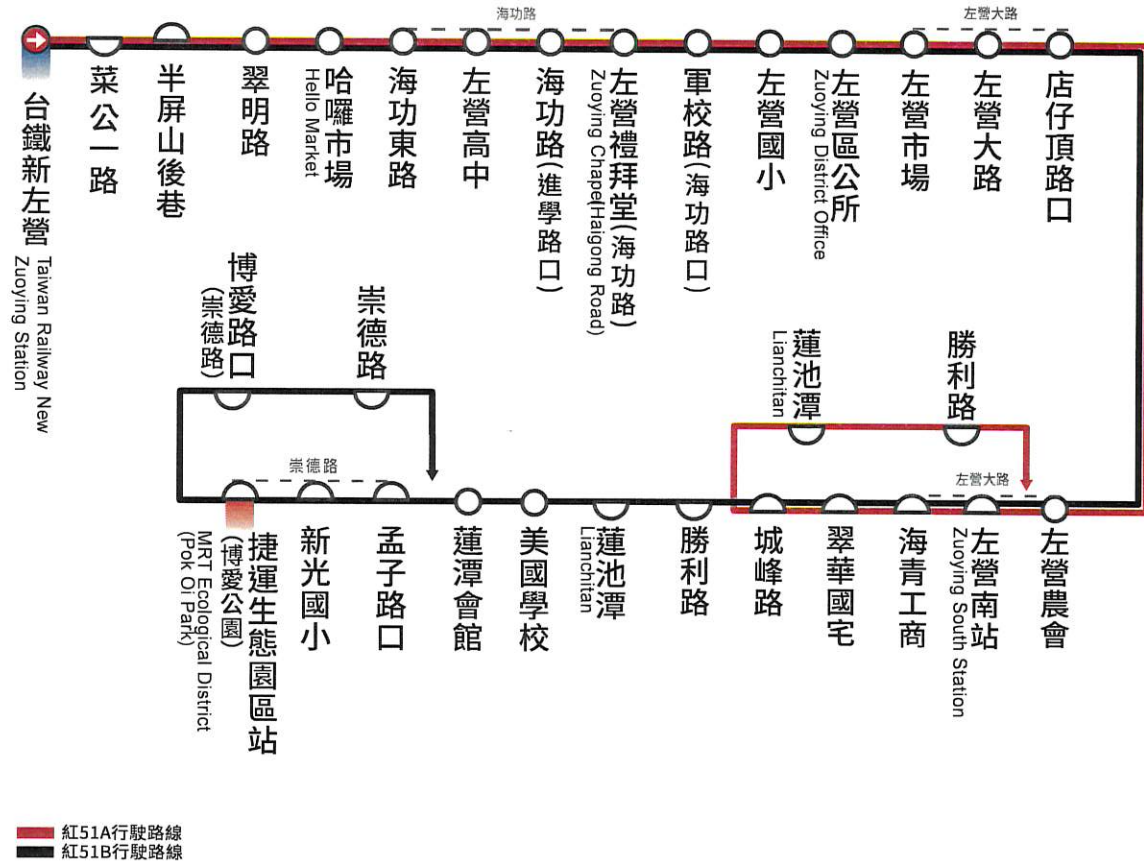 海功路
左營大路
台鐵新左營
Taiwan Railway New
Zuoying Station
菜公一路
半屏山後巷
翠明路
哈囉市場
Hello Market
海功東路
左營高中
海功路(進學路口)
左營禮拜堂(海功路)
Zuoying Chape(Haigong Road)
軍校路(海功路口)
左營國小
左營區公所
Zuoying District Office
左營市場
左營大路
店仔頂路口
博愛路口
(崇德路)
崇德路
蓮池潭
Lianchitan
勝利路
崇德路
左營大路
捷運生態園區站
(博愛公園)
MRT Ecological District
(Pok Oi Park)
新光國小
孟子路口
蓮潭會館
美國學校
蓮池潭
Lianchitan
勝利路
城峰路
翠華國宅
海青工商
左營南站
Zuoying South Station
左營農會
紅51A行駛路線
紅51B行駛路線